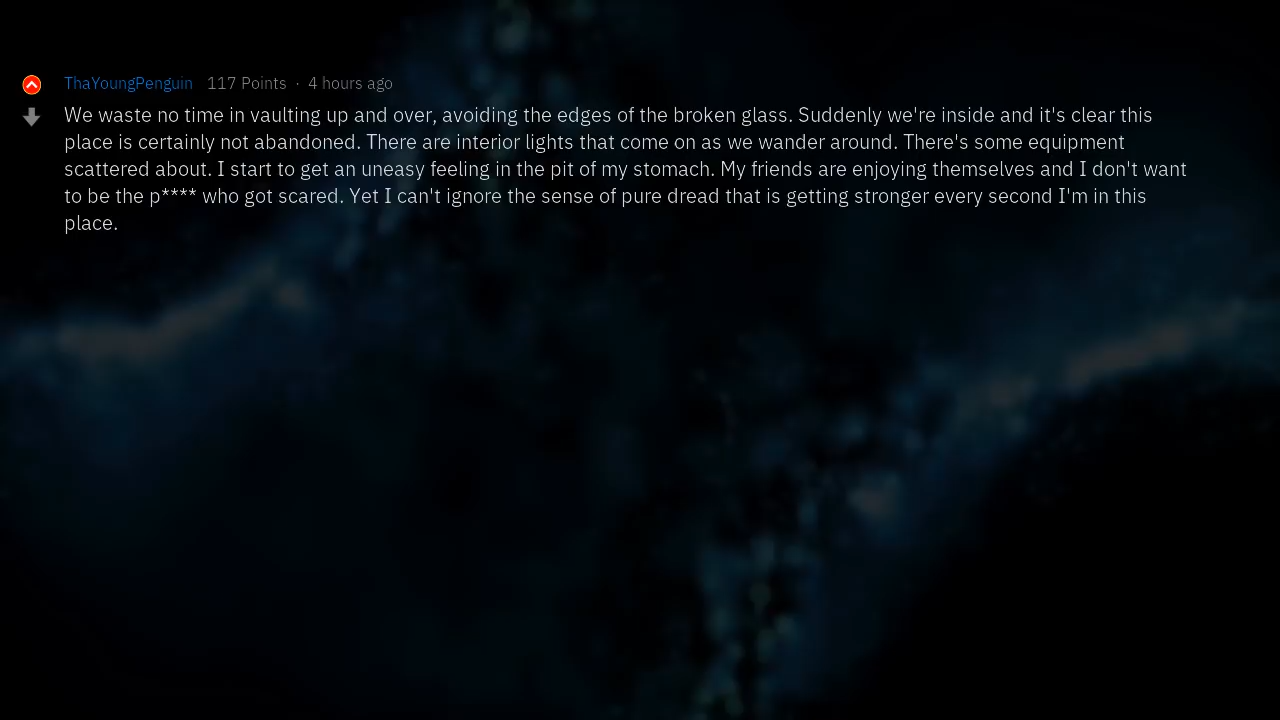 ThaYoungPenguin 117 Points · 4 hours ago
We waste no time in vaulting up and over, avoiding the edges of the broken glass. Suddenly we're inside and it's clear this
place is certainly not abandoned. There are interior lights that come on as we wander around. There's some equipment
scattered about. I start to get an uneasy feeling in the pit of my stomach. My friends are enjoying themselves and I don't want
to be the p**** who got scared. Yet I can't ignore the sense of pure dread that is getting stronger every second I'm in this
place.